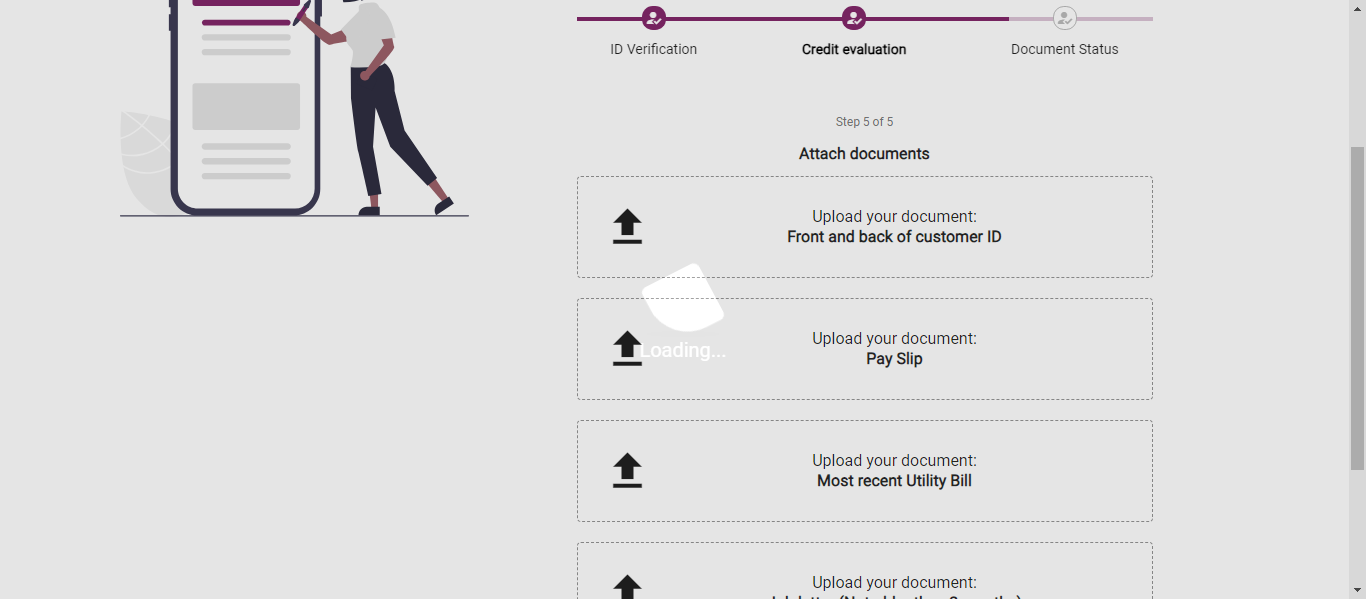 ID Verification
Credit evaluation
Document Status
Step 5 of 5
Attach documents
Upload your document:
Front and back of customer ID
Loading...
Upload your document:
Pay Slip
Upload your document:
Most recent Utility Bill
Upload your document: